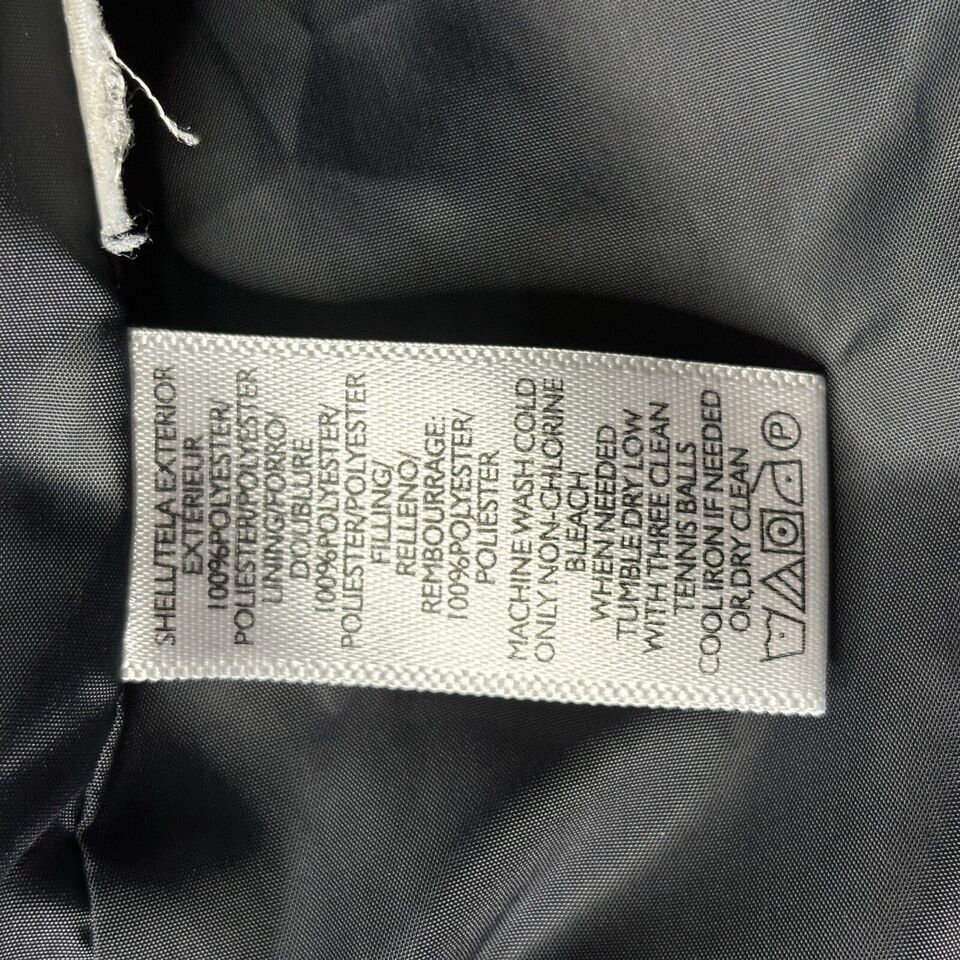 SHELL/TELA EXTERIOR
EXTÉRIEUR
100%POLYESTER/
POLIESTER/POLYESTER
LINING/FORRO/
DOUBLURE
100%POLYESTER/
POLIESTER/POLYESTER
FILLING/
RELLENO/
REMBOURRAGE:
100%POLYESTER/
POLIESTER
MACHINE WASH COLD
ONLY NON-CHLORINE
BLEACH
WHEN NEEDED
TUMBLE DRY LOW
WITH THREE CLEAN
TENNIS BALLS
COOL IRON IF NEEDED
OR,DRY CLEAN
P